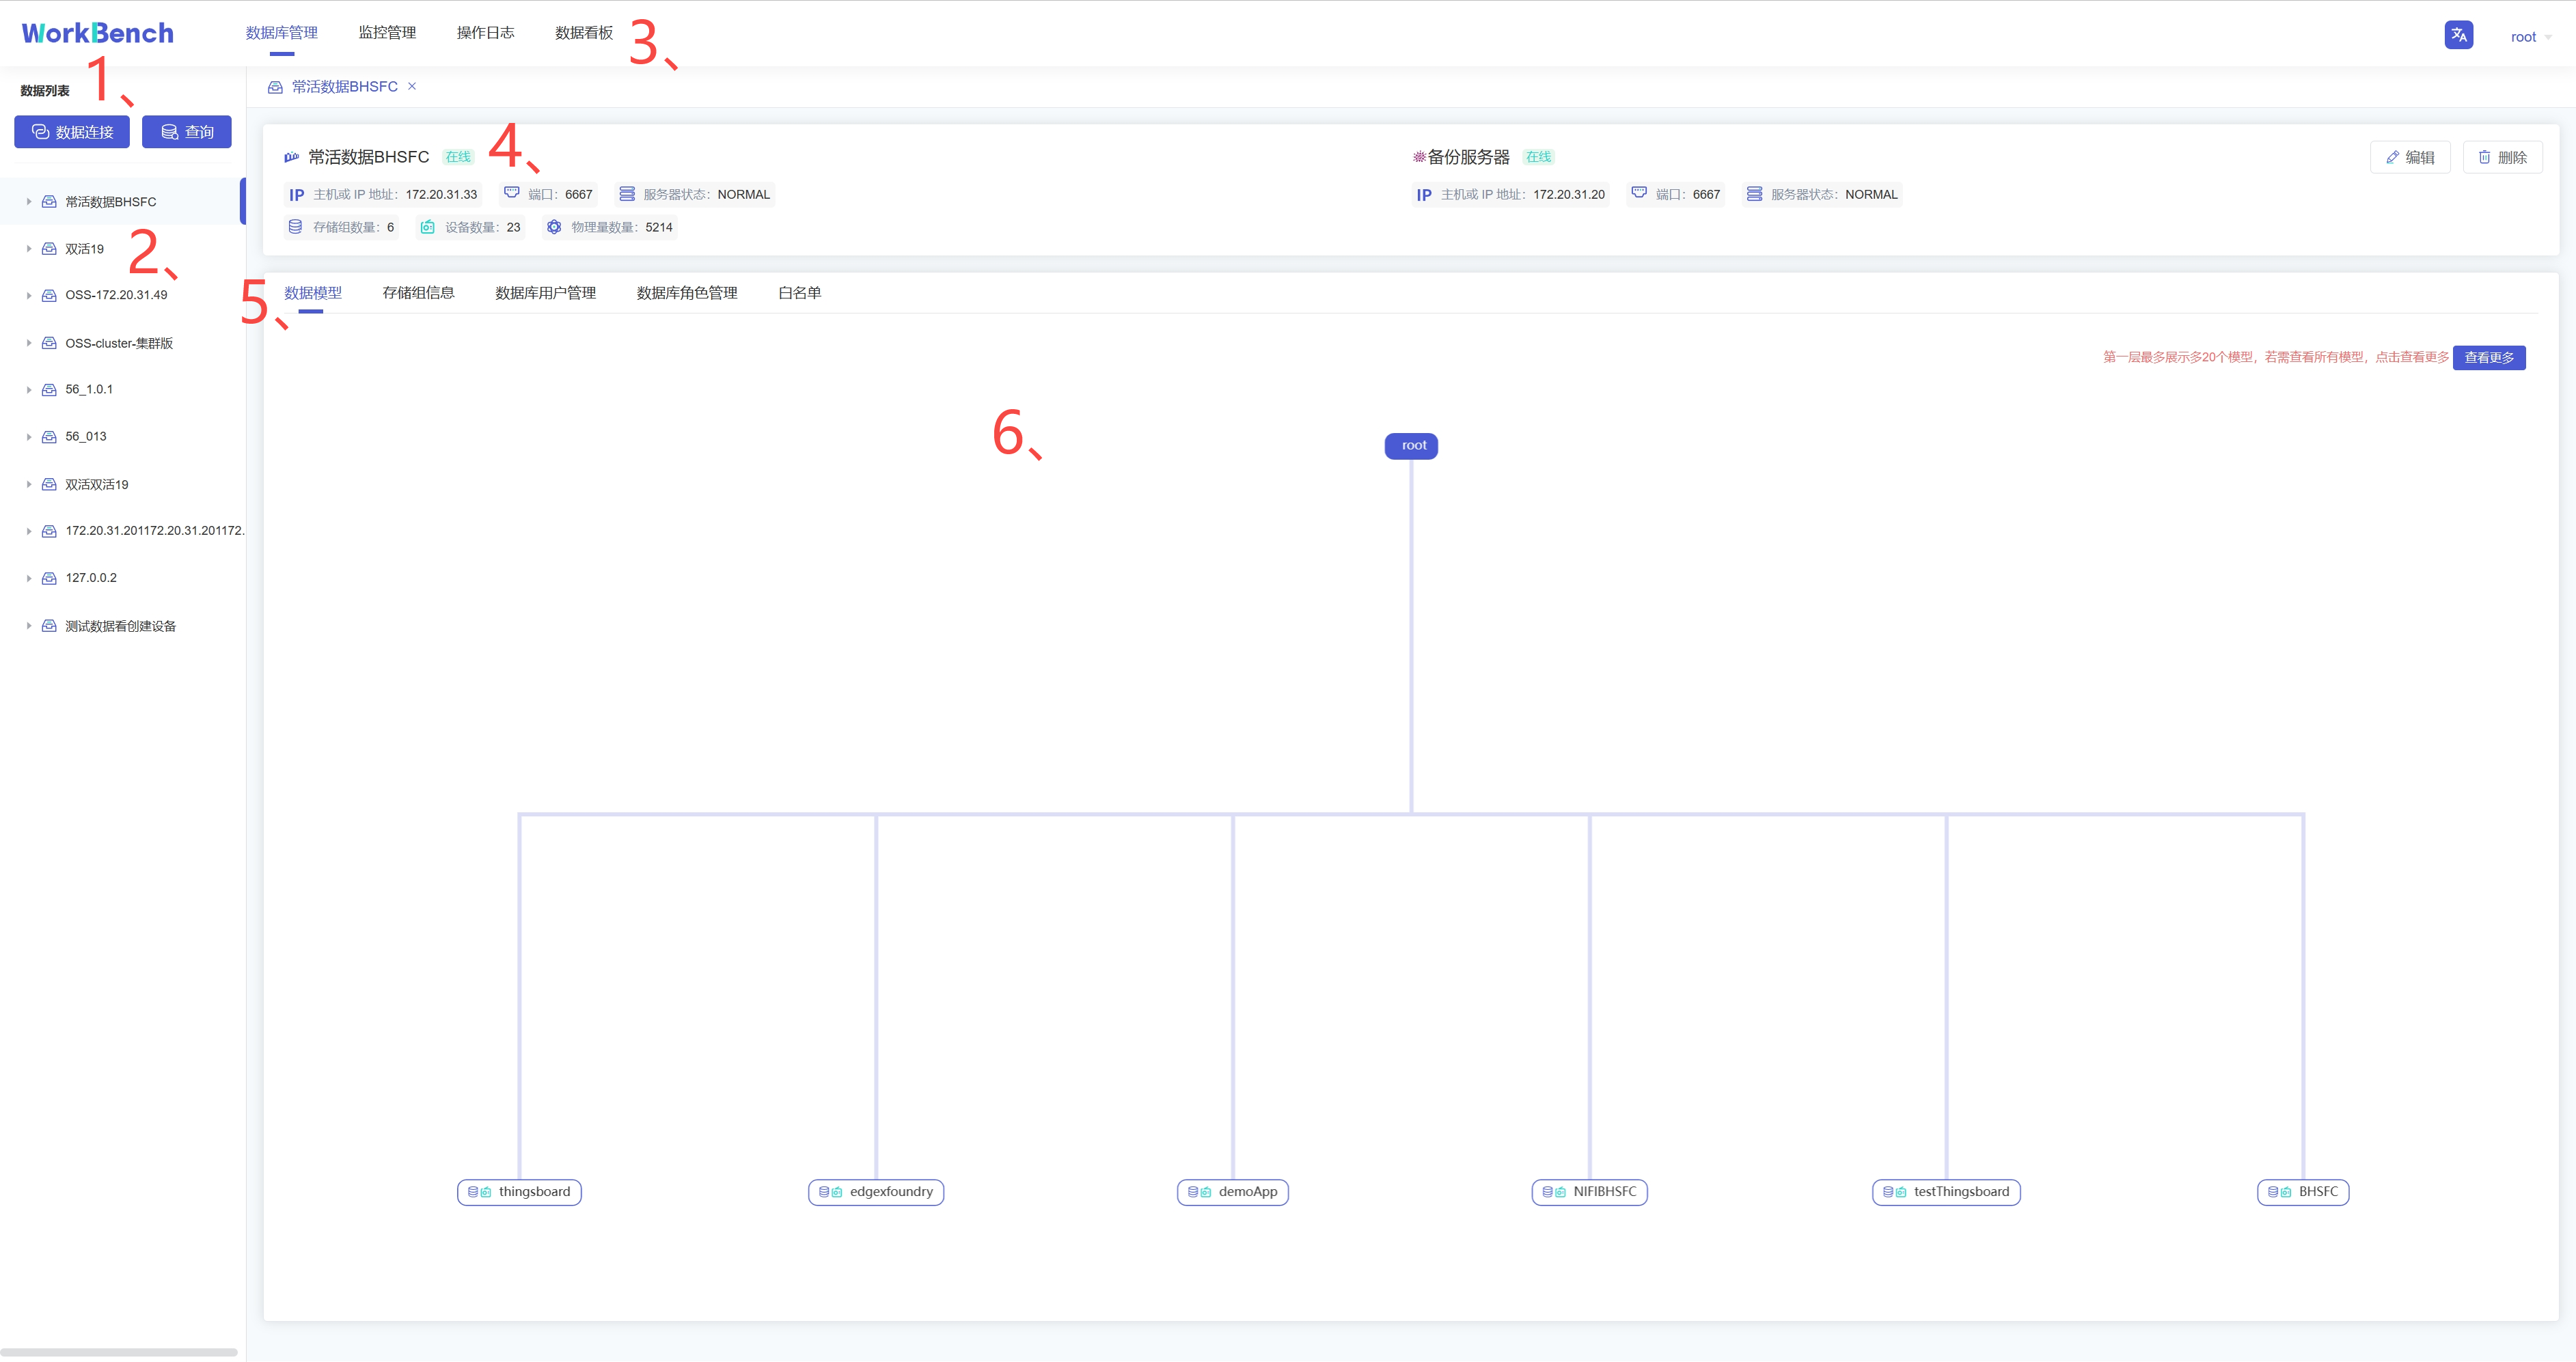 WorkBench
数据库管理 监控管理 操作日志 数据看板 3、
root
1、
数据列表
数据连接 查询
常活数据BHSFC
双活19
2、
OSS-172.20.31.49
OSS-cluster-集群版
56_1.0.1
56_013
双活双活19
172.20.31.201172.20.31.201172.
127.0.0.2
测试数据看创建设备
常活数据BHSFC ×
常活数据BHSFC 在线 4、
主机或 IP 地址: 172.20.31.33 端口: 6667 服务器状态: NORMAL
存储组数量: 6 设备数量: 23 物理量数量: 5214
备份服务器 在线
IP 主机或 IP 地址: 172.20.31.20 端口: 6667 服务器状态: NORMAL
编辑 删除
5、
数据模型 存储组信息 数据库用户管理 数据库角色管理 白名单
第一层最多展示多20个模型，若需查看所有模型，点击查看更多 查看更多
6、
root
thingsboard edgexfoundry demoApp NIFIBHSFC testThingsboard BHSFC